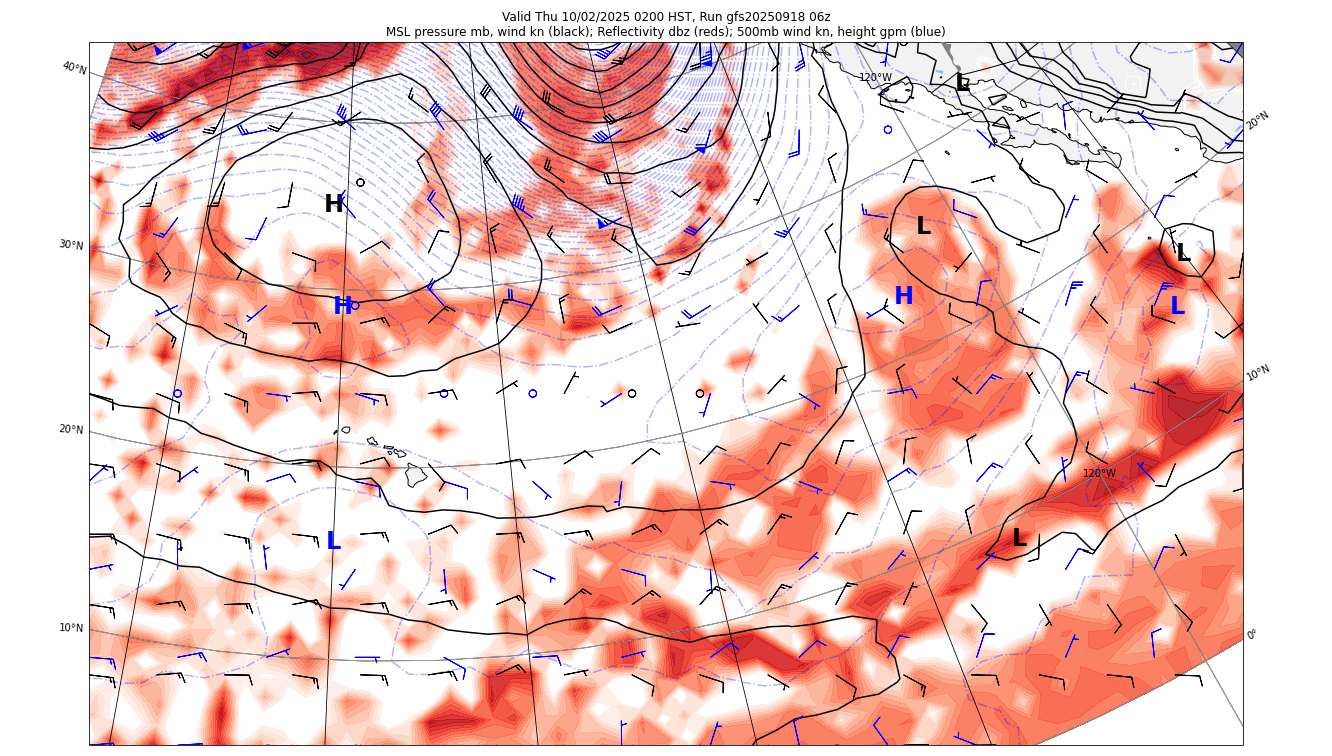 Valid Thu 10/02/2025 0200 HST, Run gfs20250918 06z
MSL pressure mb, wind kn (black); Reflectivity dbz (reds); 500mb wind kn, height gpm (blue)
40°N
120°W
L
20°N
H
30°N
L
L
H
H
L
10°N
20°N
120°W
L
L
10°N
0°